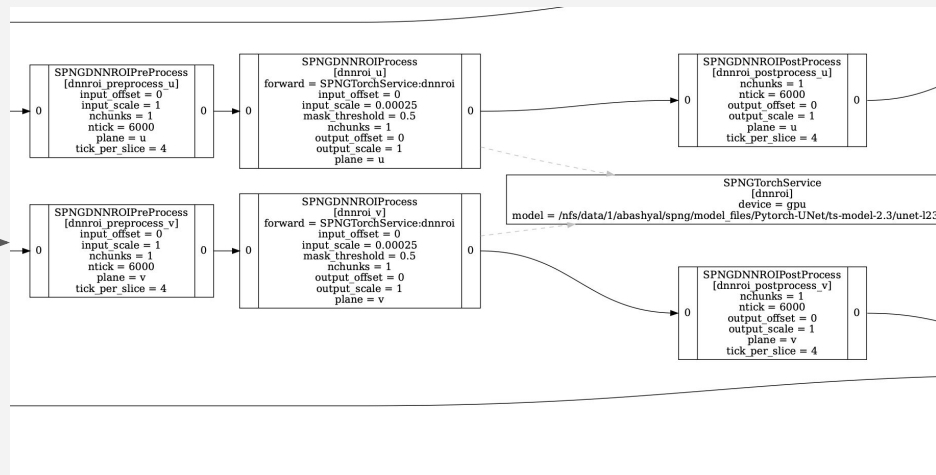 SPNGDNNROIPreProcess
[dnnroi_preprocess_u]
input_offset = 0
0
input_scale = 1
0
nchunks = 1
ntick = 6000
plane = u
tick_per_slice = 4
SPNGDNNROIProcess
[dnnroi_u]
forward = SPNGTorchService:dnnroi
input_offset = 0
input_scale = 0.00025
0
mask_threshold = 0.5
0
nchunks = 1
output_offset = 0
output_scale = 1
plane = u
SPNGDNNROIPostProcess
[dnnroi_postprocess_u]
nchunks = 1
ntick = 6000
0
output_offset = 0
0
output_scale = 1
plane = u
tick_per_slice = 4
SPNGTorchService
[dnnroi]
device = gpu
model = /nfs/data/1/abashyal/spng/model_files/Pytorch-UNet/ts-model-2.3/unet-l23
SPNGDNNROIPreProcess
[dnnroi_preprocess_v]
input_offset = 0
input_scale = 1
0
nchunks = 1
0
ntick = 6000
plane = v
tick_per_slice = 4
SPNGDNNROIProcess
[dnnroi_v]
forward = SPNGTorchService:dnnroi
input_offset = 0
input_scale = 0.00025
0
mask_threshold = 0.5
0
nchunks = 1
output_offset = 0
output_scale = 1
plane = v
SPNGDNNROIPostProcess
[dnnroi_postprocess_v]
nchunks = 1
ntick = 6000
0
output_offset = 0
0
output_scale = 1
plane = v
tick_per_slice = 4